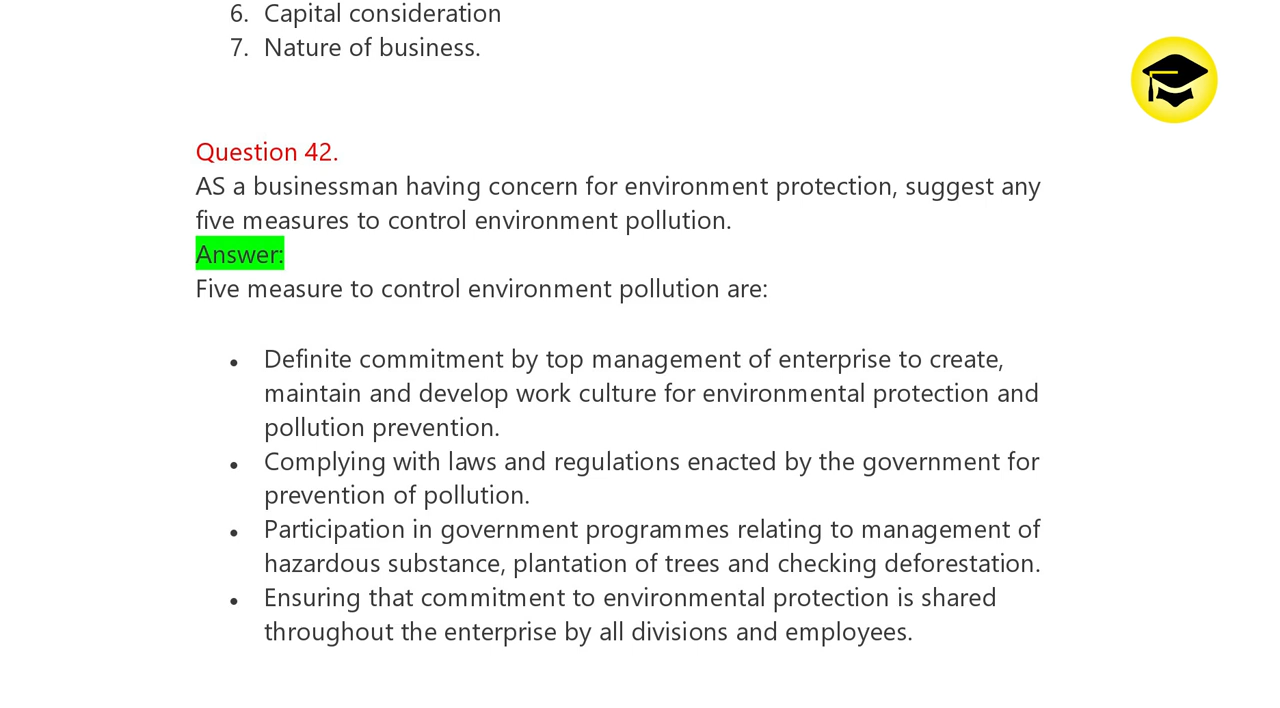 6. Capital consideration
7. Nature of business.
Question 42.
AS a businessman having concern for environment protection, suggest any
five measures to control environment pollution.
Answer:
Five measure to control environment pollution are:
• Definite commitment by top management of enterprise to create,
maintain and develop work culture for environmental protection and
pollution prevention.
• Complying with laws and regulations enacted by the government for
prevention of pollution.
• Participation in government programmes relating to management of
hazardous substance, plantation of trees and checking deforestation.
• Ensuring that commitment to environmental protection is shared
throughout the enterprise by all divisions and employees.